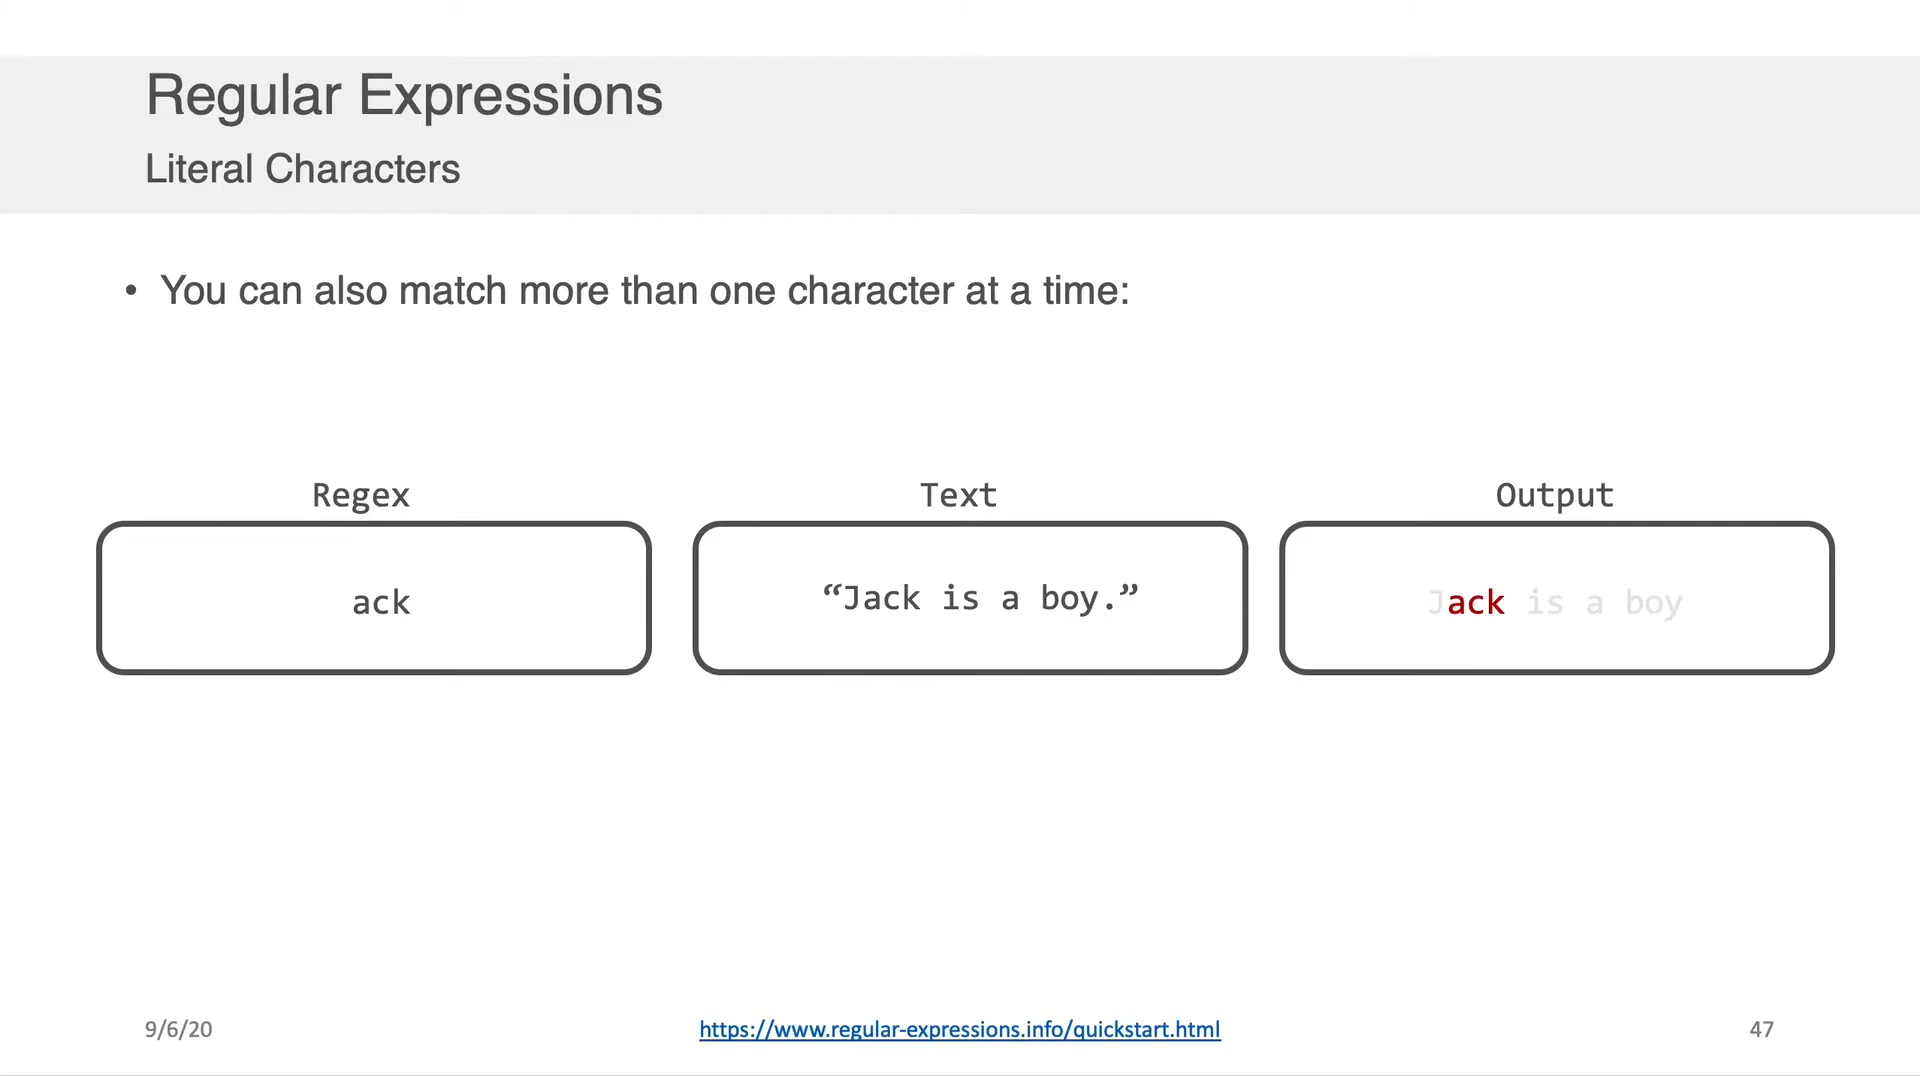 Regular Expressions
Literal Characters
• You can also match more than one character at a time:
Regex
Text
Output
ack
“Jack is a boy.”
Jack is a boy
9/6/20
https://www.regular-expressions.info/quickstart.html
47